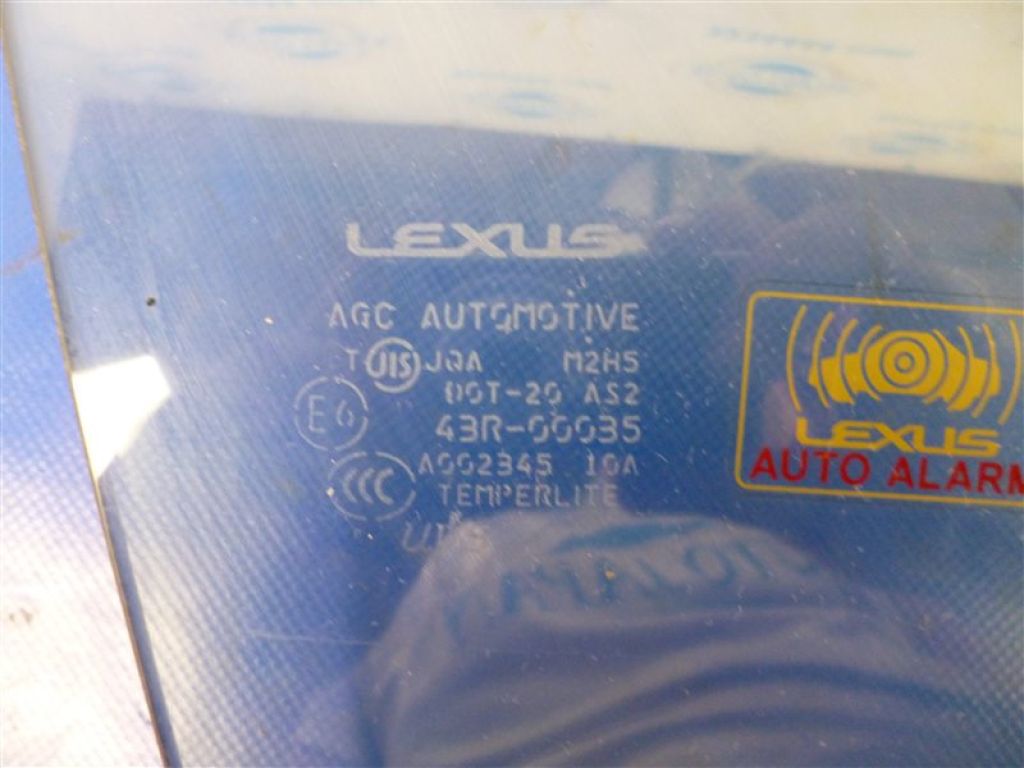 LEXUS
AGC AUTOMOTIVE
T JIS JQA M2H5
DOT-20 AS2
E6 43R-00035
CCC A002345 10A
TEMPERLITE
LEXUS
AUTO ALARM